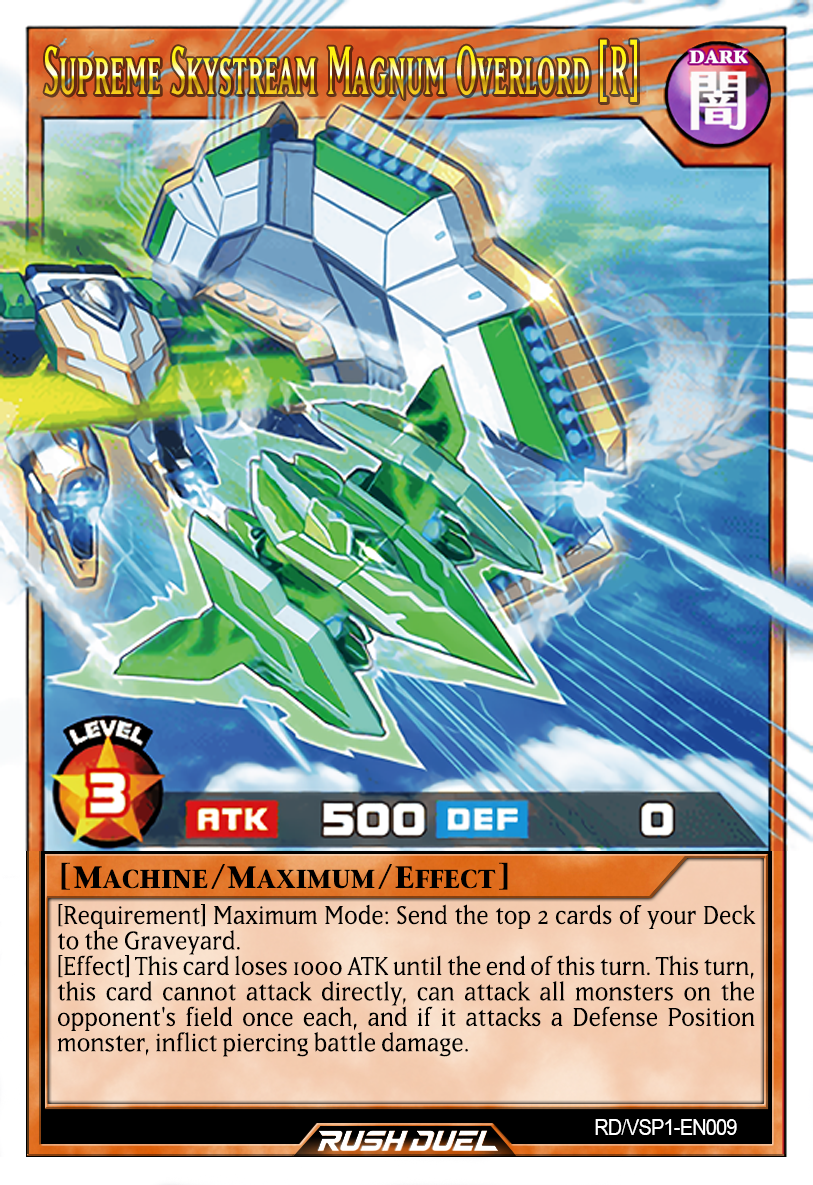 Supreme Skystream Magnum Overlord [R]
DARK
闇
LEVEL
3
ATK 500 DEF 0
[Machine/Maximum/Effect]
[Requirement] Maximum Mode: Send the top 2 cards of your Deck
to the Graveyard.
[Effect] This card loses 1000 ATK until the end of this turn. This turn,
this card cannot attack directly, can attack all monsters on the
opponent's field once each, and if it attacks a Defense Position
monster, inflict piercing battle damage.
RD/VSP1-EN009
RUSH DUEL